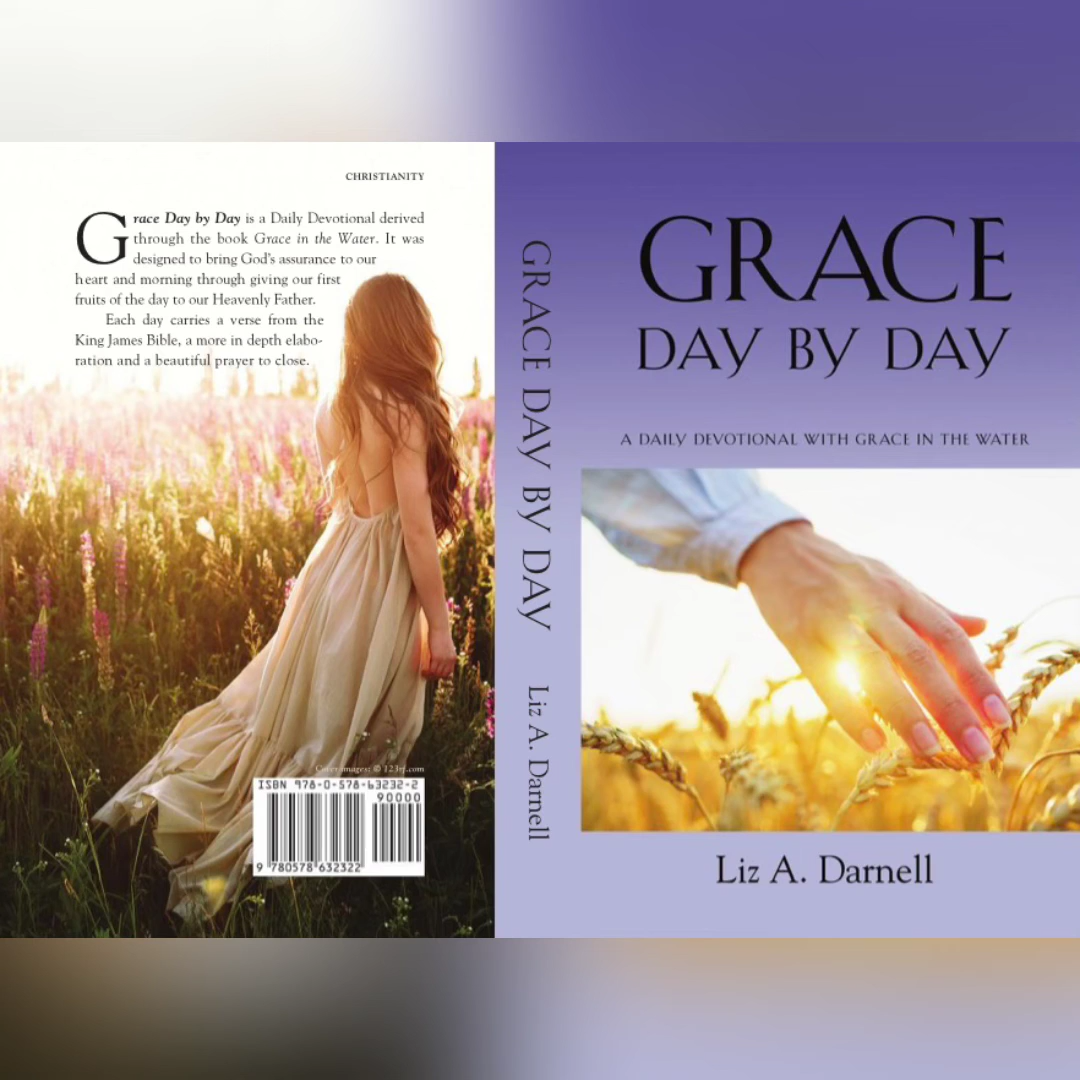 CHRISTIANITY
Grace Day by Day is a Daily Devotional derived
through the book Grace in the Water. It was
designed to bring God's assurance to our
heart and morning through giving our first
fruits of the day to our Heavenly Father.
Each day carries a verse from the
King James Bible, a more in depth elabo-
ration and a beautiful prayer to close.
Cover images: © 123rf.com
ISBN 978-0-578-63232-2
90000
9 780578 632322
GRACE DAY BY DAY Liz A. Darnell
GRACE
DAY BY DAY
A DAILY DEVOTIONAL WITH GRACE IN THE WATER
Liz A. Darnell